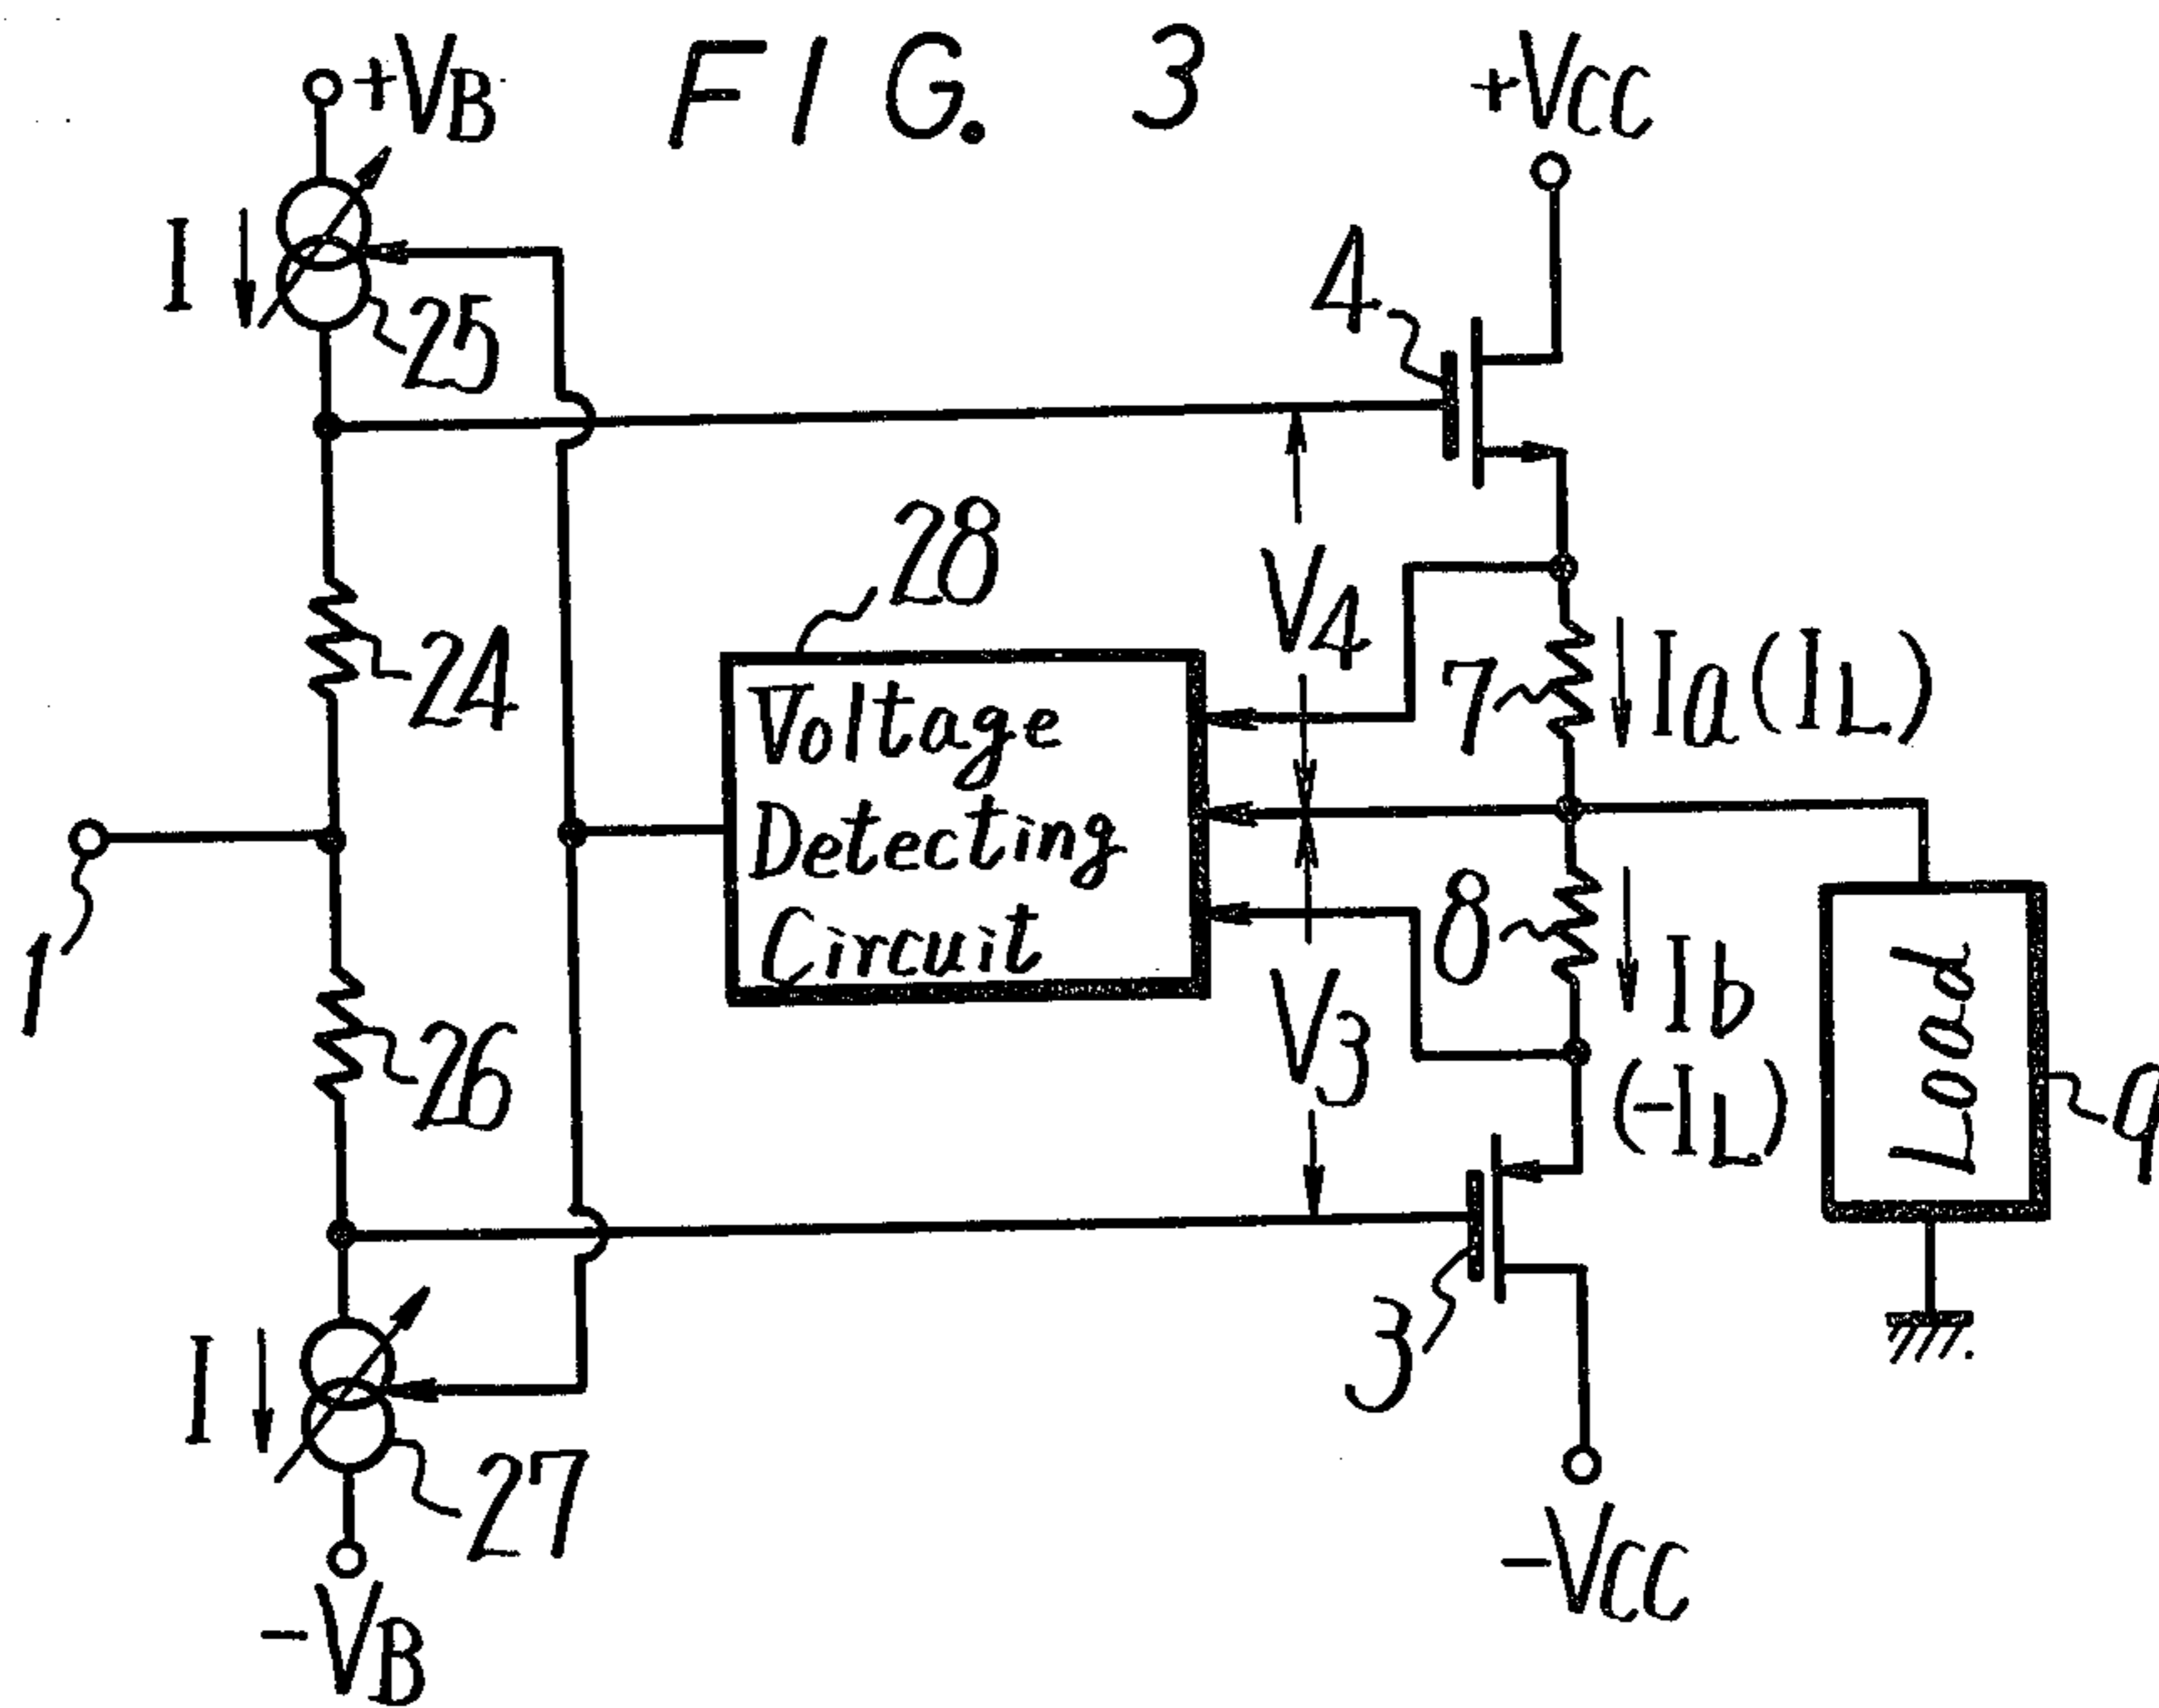 FIG. 3
+VB
+VCC
I
25
4
24
28
V4
7
Ia(IL)
Voltage
Detecting
Circuit
1
8
Ib
(-IL)
Load
9
26
V3
3
I
27
-VB
-VCC